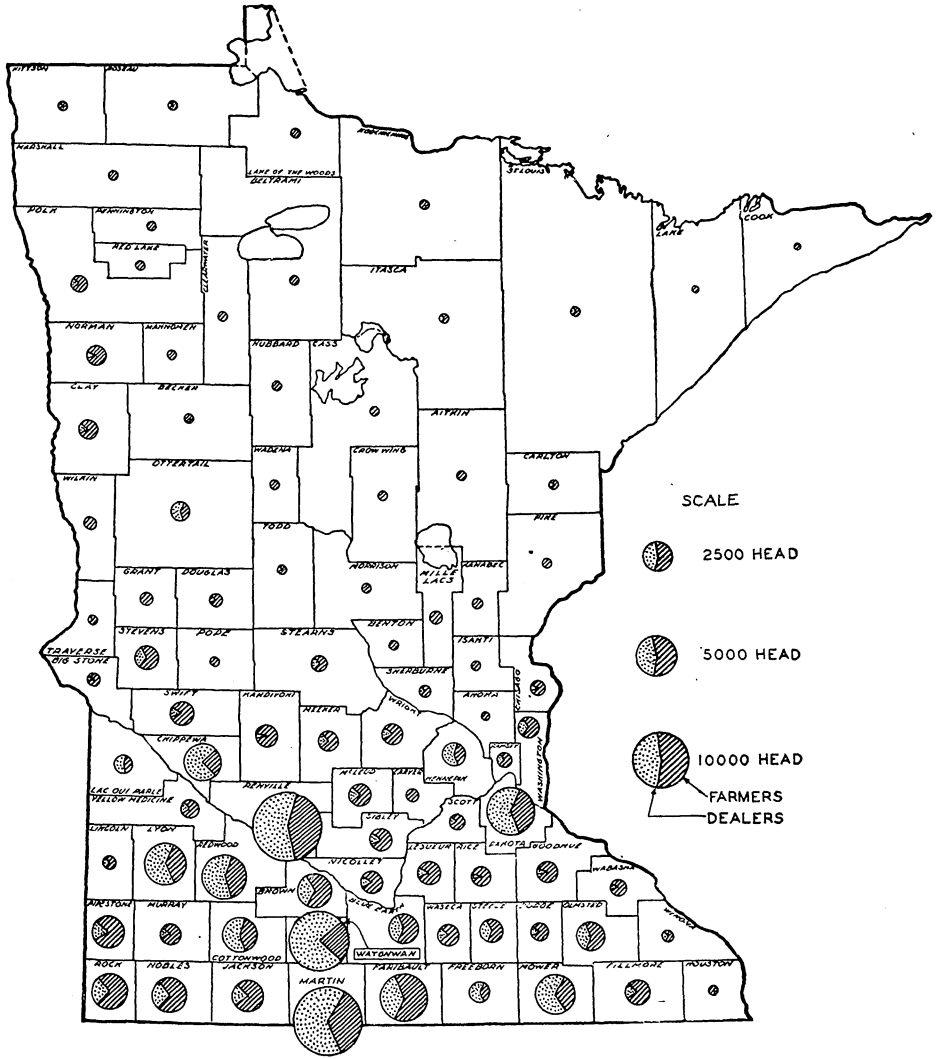 KITTSON
ROSEAU
LAKE OF THE WOODS
MARSHALL
BELTRAMI
KOOCHICHING
ST LOUIS
LAKE
COOK
POLK
PENNINGTON
RED LAKE
CLEARWATER
ITASCA
NORMAN
MAHNOMEN
HUBBARD
CASS
CLAY
BECKER
AITKIN
WADENA
CROW WING
CARLTON
OTTERTAIL
WILKIN
PINE
TODD
MORRISON
MILLE
LACS
KANABEC
GRANT
DOUGLAS
BENTON
ISANTI
STEVENS
POPE
STEARNS
TRAVERSE
BIG STONE
SHERBURNE
CHISAGO
SWIFT
KANDIYOHI
MEEKER
WRIGHT
ANOKA
WASHINGTON
RAMSEY
CHIPPEWA
HENNEPIN
LAC QUI PARLE
RENVILLE
MCLEOD
CARVER
YELLOW MEDICINE
SCOTT
DAKOTA
SIBLEY
LINCOLN
LYON
REDWOOD
NICOLLEY
LESUEUR
RICE
GOODHUE
WABASHA
BROWN
BLUE EARTH
PIPESTONE
MURRAY
COTTONWOOD
WATONWAN
WASECA
STEELE
DODGE
OLMSTED
WINONA
ROCK
NOBLES
JACKSON
MARTIN
FARIBAULT
FREEBORN
MOWER
FILLMORE
HOUSTON
SCALE
2500 HEAD
5000 HEAD
10000 HEAD
FARMERS
DEALERS